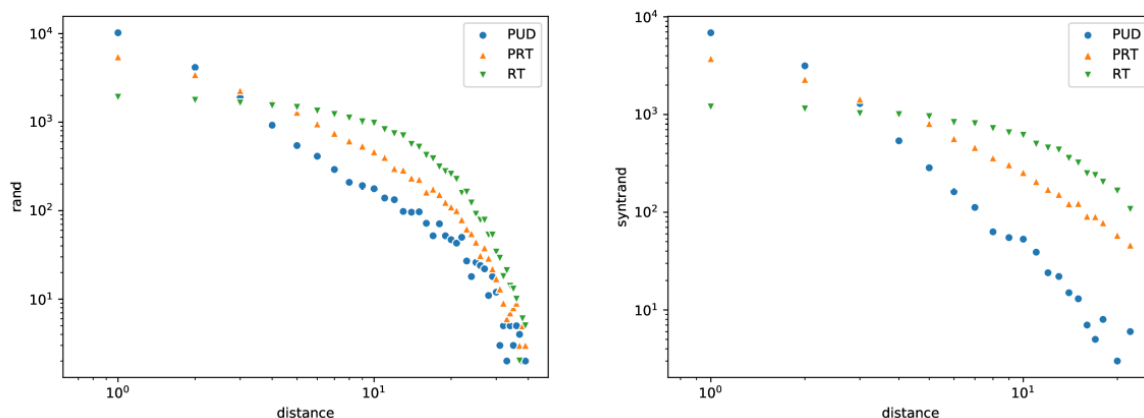 10⁴
10³
10²
10¹
rand
10⁰
10¹
distance
PUD
PRT
RT
10⁴
10³
10²
10¹
syntrand
10⁰
10¹
distance
PUD
PRT
RT